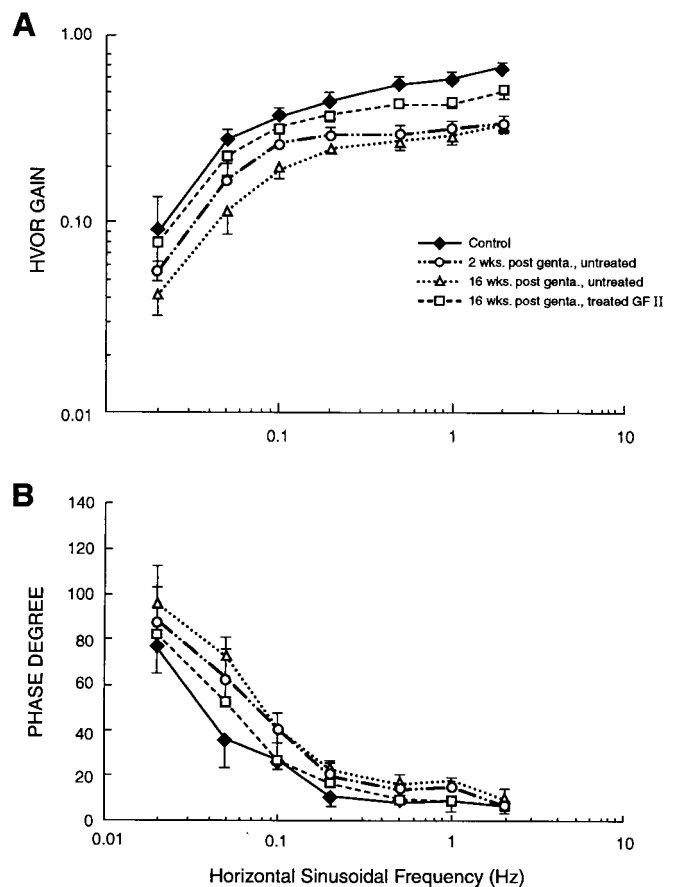 A
1.00
0.10
0.01
HVOR GAIN
Control
2 wks. post genta., untreated
16 wks. post genta., untreated
16 wks. post genta., treated GF II
0.1
1
10
B
140
120
100
80
60
40
20
0
PHASE DEGREE
0.01
0.1
1
10
Horizontal Sinusoidal Frequency (Hz)